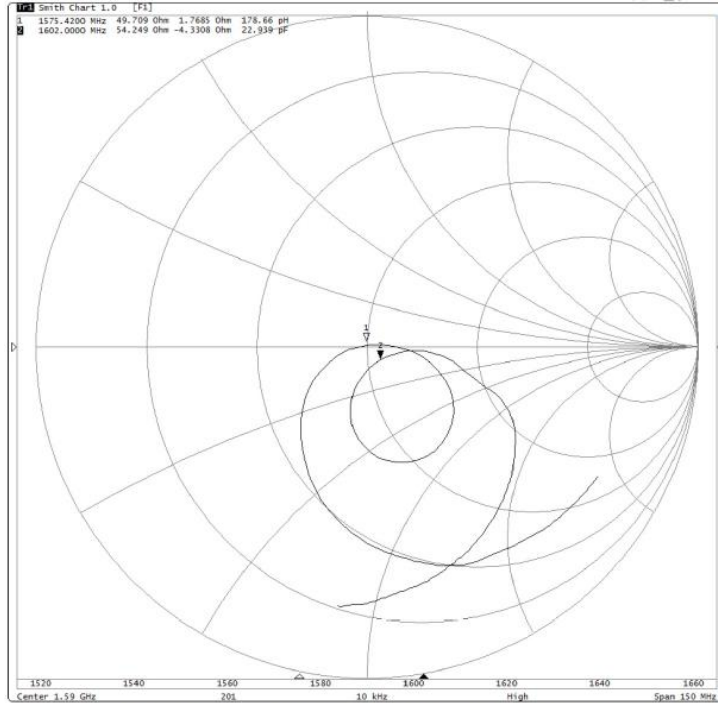 Tr1 Smith Chart 1.0 [F1]
1 1575.4200 MHz 49.709 Ohm 1.7685 Ohm 178.66 pH
2 1602.0000 MHz 54.249 Ohm -4.3308 Ohm 22.939 pF
1
2
1520 1540 1560 1580 1600 1620 1640 1660
Center 1.59 GHz 201 10 kHz High Span 150 MHz